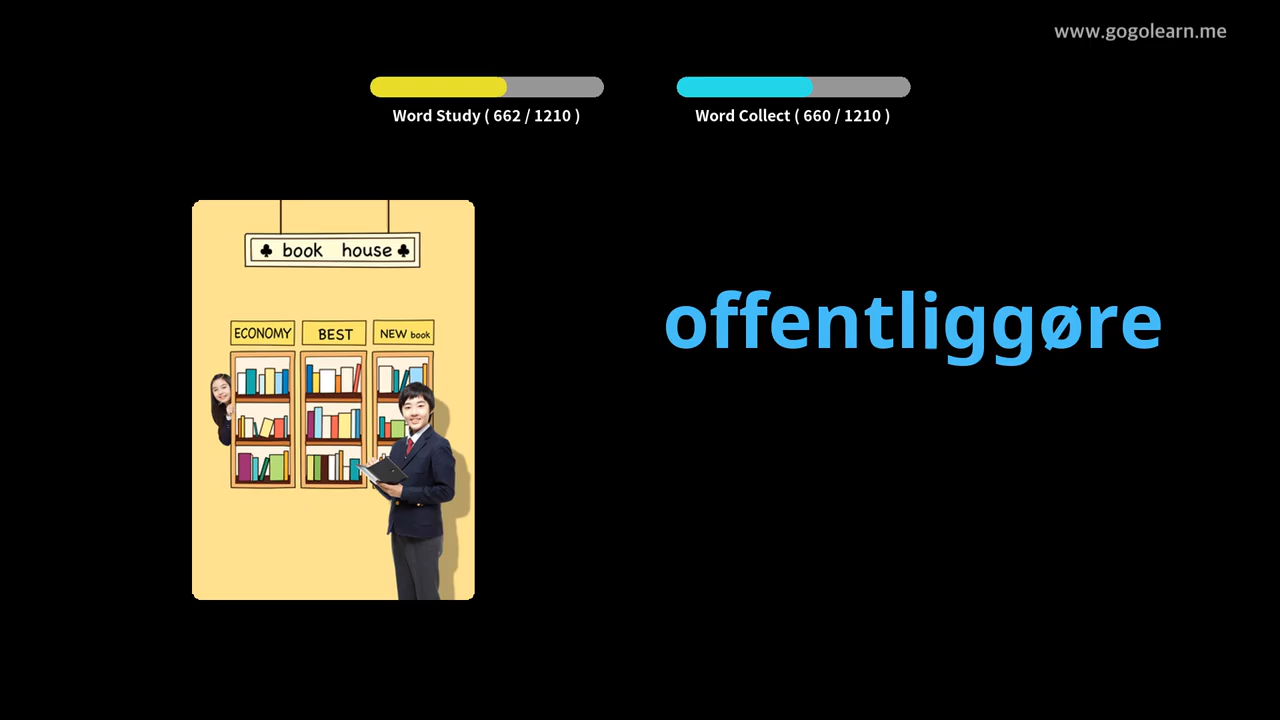 www.gogolearn.me
Word Study ( 662 / 1210 )
Word Collect ( 660 / 1210 )
♣ book house ♣
ECONOMY
BEST
NEW book
offentliggøre